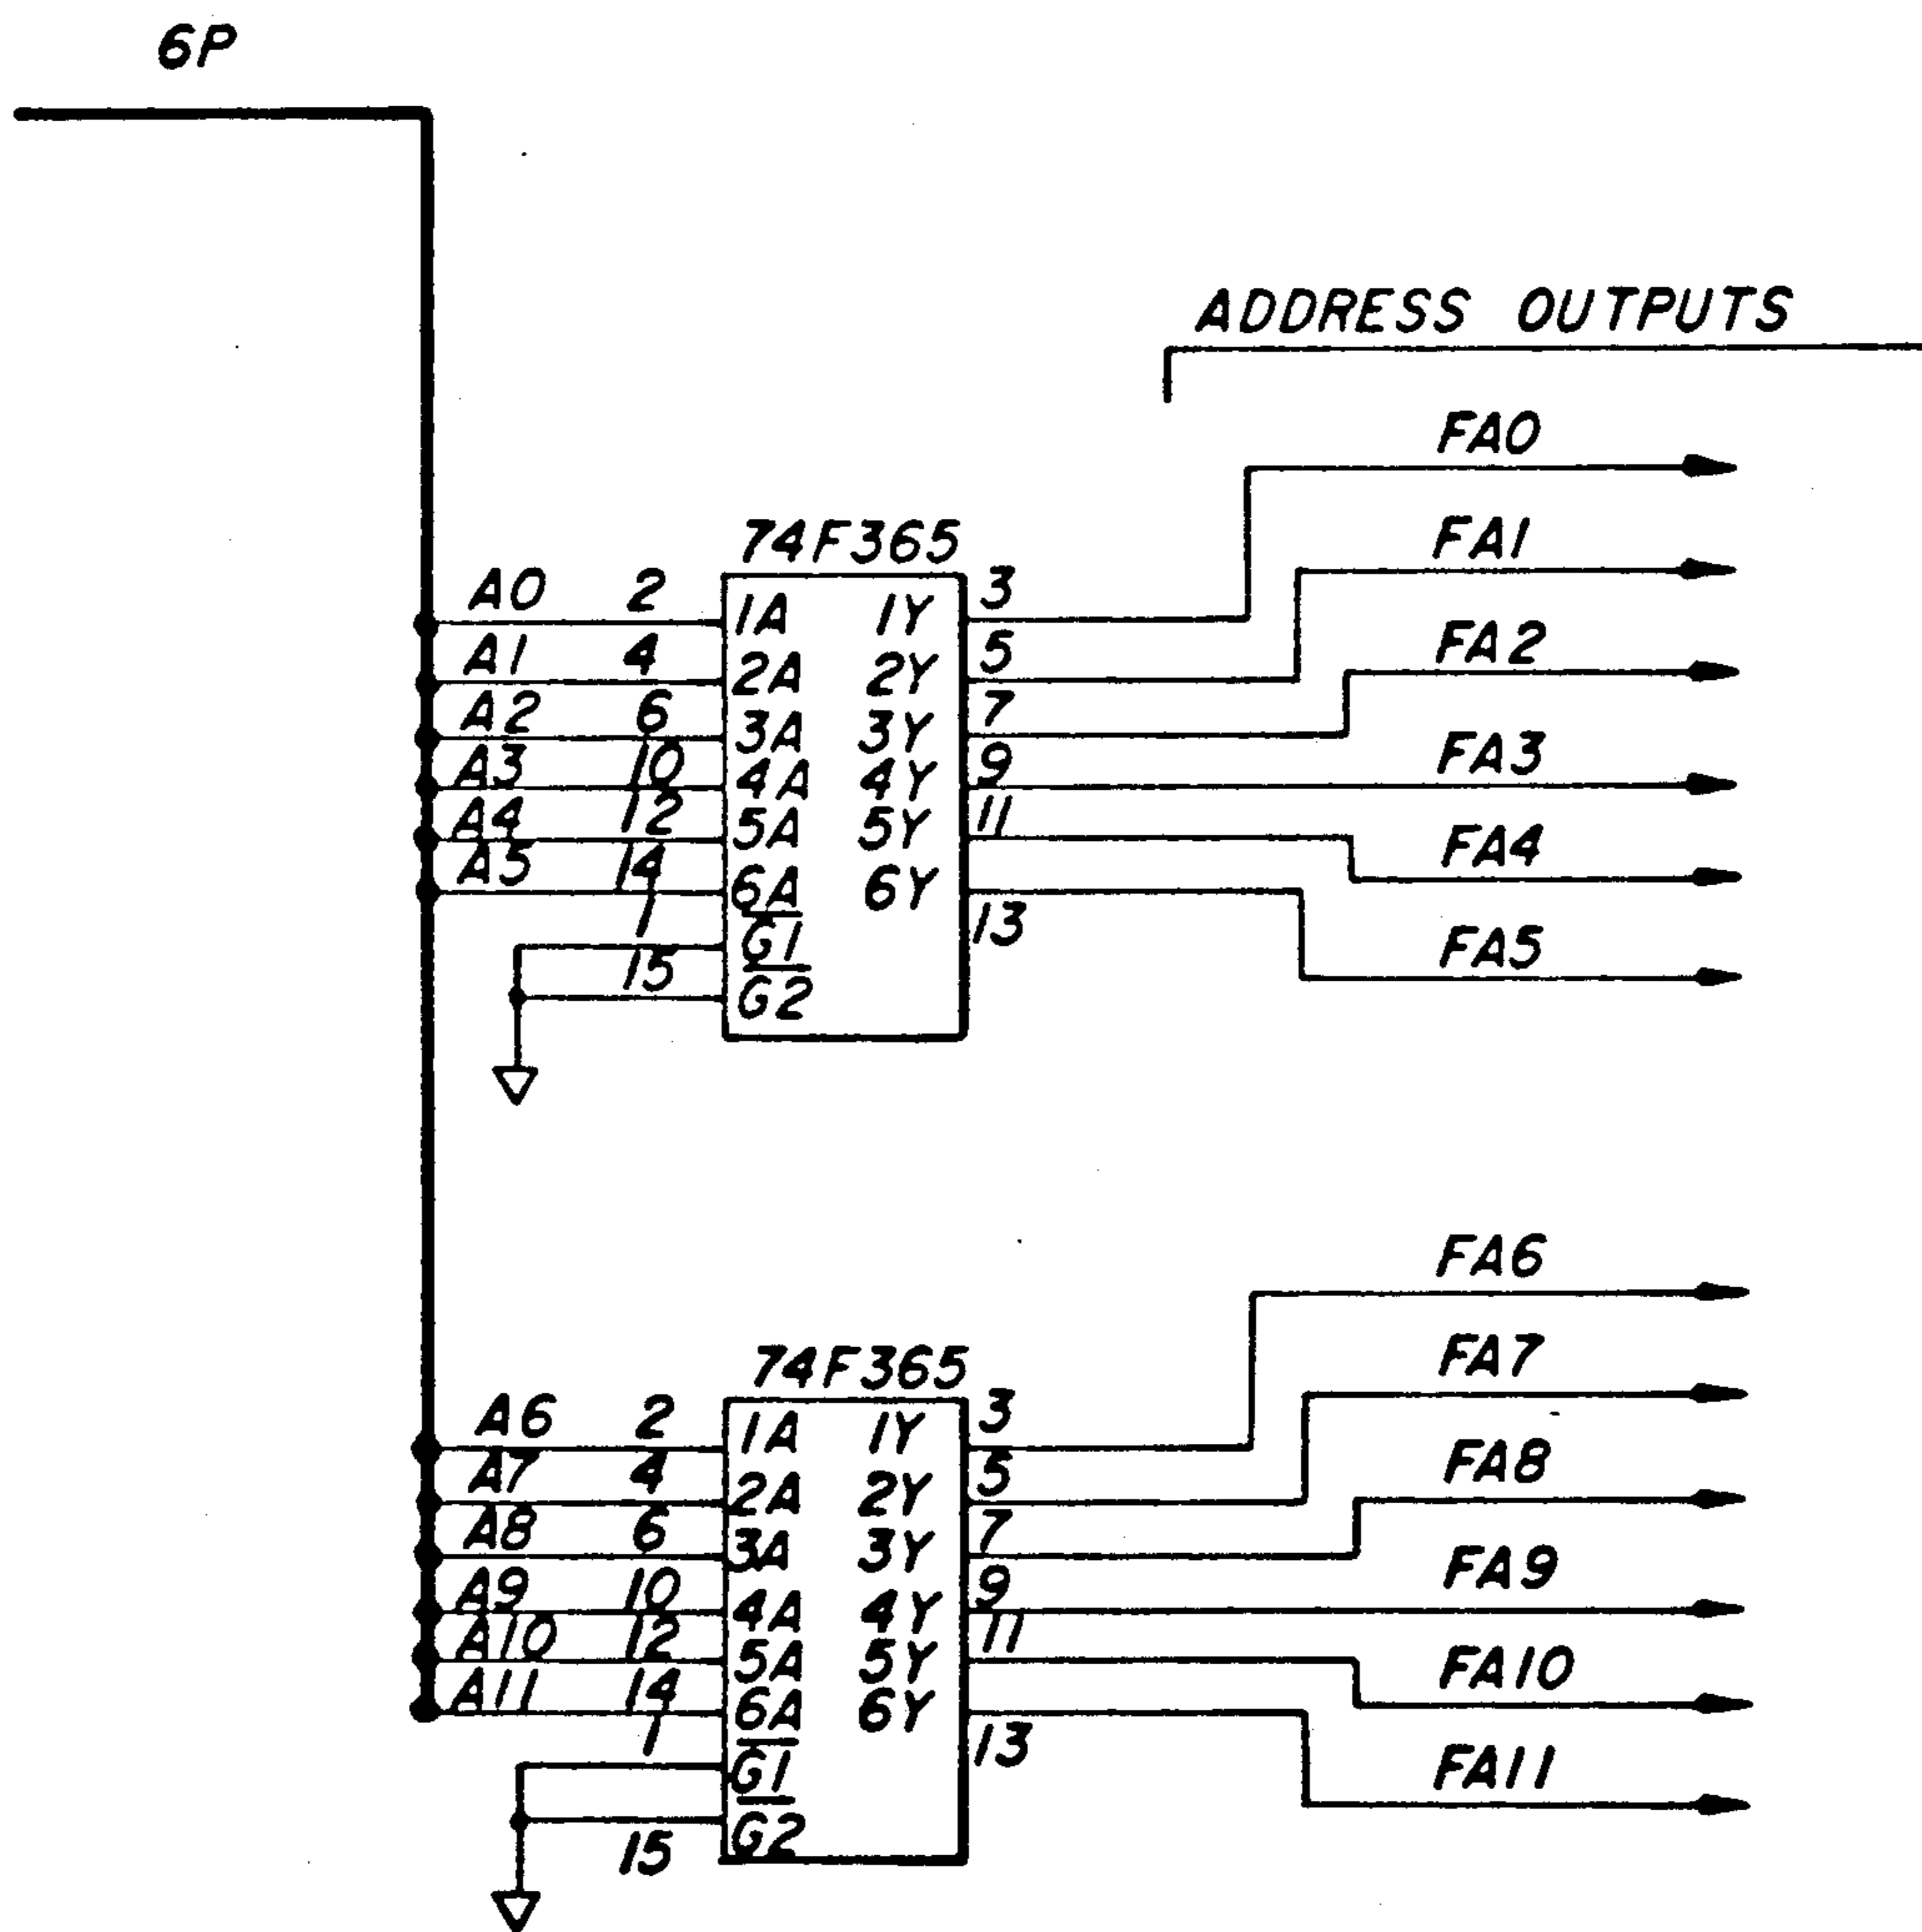 6P
ADDRESS OUTPUTS
FA0
74F365
FA1
A0 2 1A 1Y 3
A1 4 2A 2Y 5
FA2
A2 6 3A 3Y 7
A3 10 4A 4Y 9
FA3
A4 12 5A 5Y 11
A5 14 6A 6Y 13
FA4
1 G1
15 G2
FA5
FA6
74F365
FA7
A6 2 1A 1Y 3
A7 4 2A 2Y 5
FA8
A8 6 3A 3Y 7
A9 10 4A 4Y 9
FA9
A10 12 5A 5Y 11
A11 14 6A 6Y 13
FA10
1 G1
15 G2
FA11